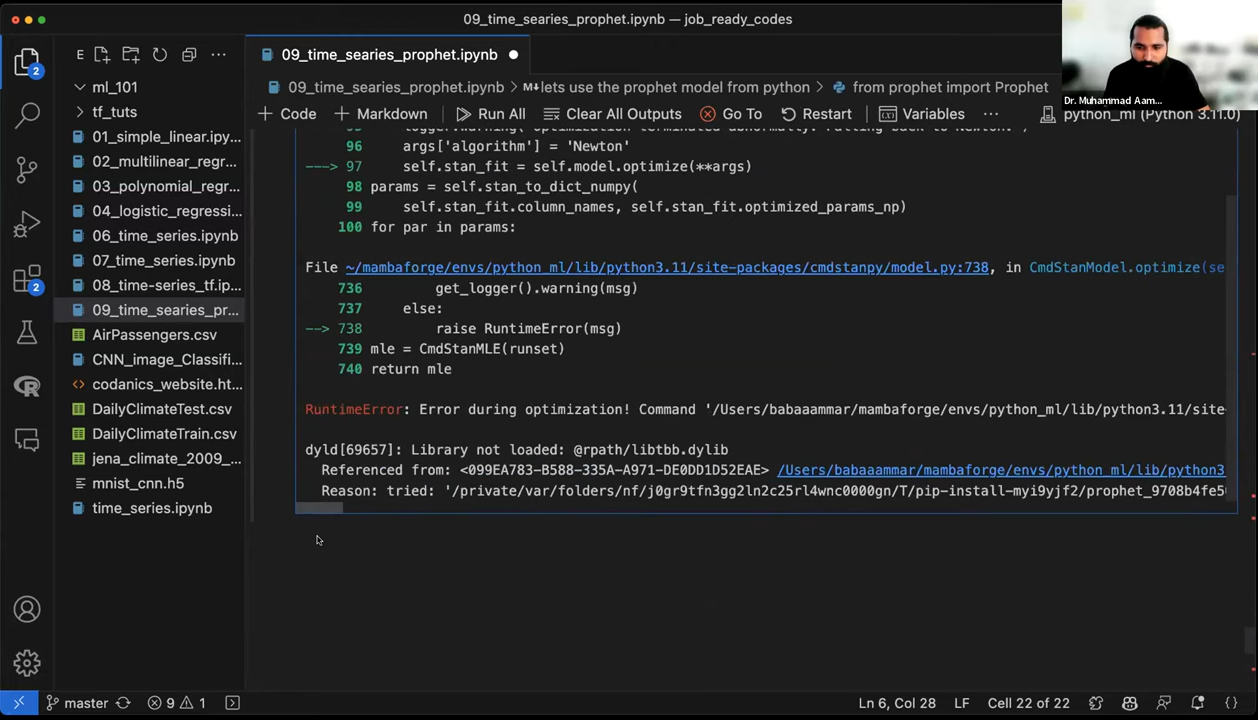 09_time_searies_prophet.ipynb — job_ready_codes
E
09_time_searies_prophet.ipynb
ml_101
tf_tuts
01_simple_linear.ipy...
02_multilinear_regr...
03_polynomial_regr...
04_logistic_regressi...
06_time_series.ipynb
07_time_series.ipynb
08_time-series_tf.ip...
09_time_searies_pr...
AirPassengers.csv
CNN_image_Classifi...
codanics_website.ht...
DailyClimateTest.csv
DailyClimateTrain.csv
jena_climate_2009_...
mnist_cnn.h5
time_series.ipynb
2
2
09_time_searies_prophet.ipynb > lets use the prophet model from python > from prophet import Prophet
+ Code + Markdown Run All Clear All Outputs Go To Restart Variables ... python_ml (Python 3.11.0)
96 args['algorithm'] = 'Newton'
---> 97 self.stan_fit = self.model.optimize(**args)
98 params = self.stan_to_dict_numpy(
99 self.stan_fit.column_names, self.stan_fit.optimized_params_np)
100 for par in params:
File ~/mambaforge/envs/python_ml/lib/python3.11/site-packages/cmdstanpy/model.py:738, in CmdStanModel.optimize(se
736 get_logger().warning(msg)
737 else:
--> 738 raise RuntimeError(msg)
739 mle = CmdStanMLE(runset)
740 return mle
RuntimeError: Error during optimization! Command '/Users/babaaammar/mambaforge/envs/python_ml/lib/python3.11/site-
dyld[69657]: Library not loaded: @rpath/libtbb.dylib
Referenced from: <099EA783-B588-335A-A971-DE0DD1D52EAE> /Users/babaaammar/mambaforge/envs/python_ml/lib/python3
Reason: tried: '/private/var/folders/nf/j0gr9tfn3gg2ln2c25rl4wnc0000gn/T/pip-install-myi9yjf2/prophet_9708b4fe5
Dr. Muhammad Aam...
master 9 1 Ln 6, Col 28 LF Cell 22 of 22